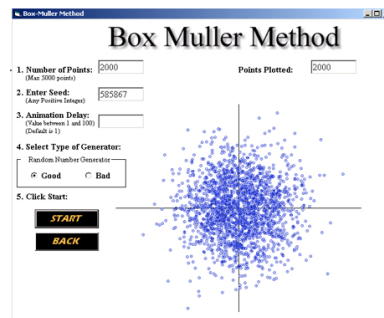 Box-Muller Method
Box Muller Method
1. Number of Points: 2000
(Max 5000 points)
Points Plotted: 2000
2. Enter Seed: 585867
(Any Positive Integer)
3. Animation Delay:
(Value between 1 and 100)
(Default is 1)
4. Select Type of Generator:
Random Number Generator
Good Bad
5. Click Start:
START
BACK